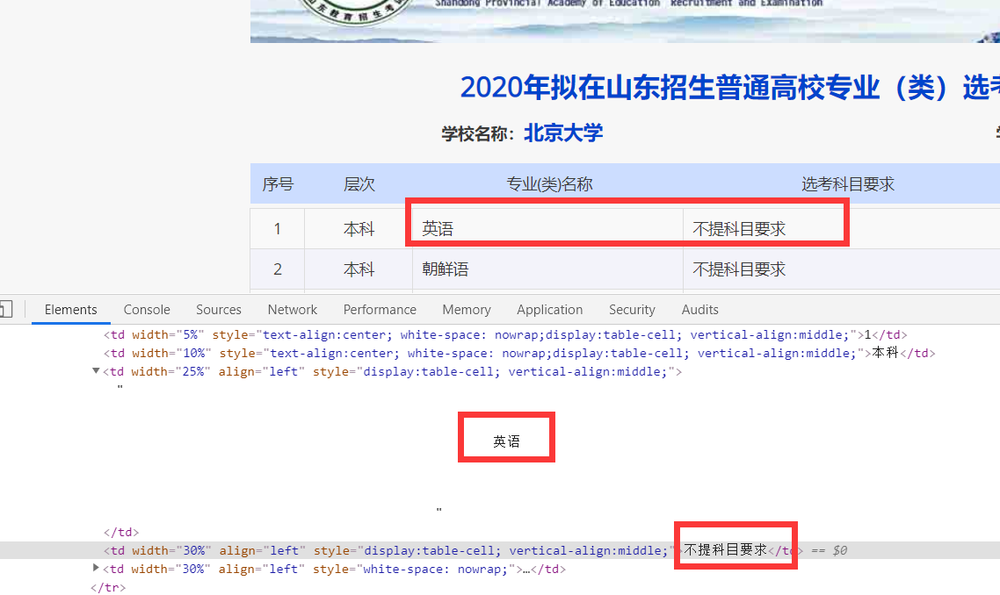 山东教育招生考试
Shandong Provincial Academy of Education Recruitment and Examination
2020年拟在山东招生普通高校专业（类）选考
学校名称：北京大学
序号 层次 专业(类)名称 选考科目要求
1 本科 英语 不提科目要求
2 本科 朝鲜语 不提科目要求
Elements Console Sources Network Performance Memory Application Security Audits
<td width="5%" style="text-align:center; white-space: nowrap;display:table-cell; vertical-align:middle;">1</td>
<td width="10%" style="text-align:center; white-space: nowrap;display:table-cell; vertical-align:middle;">本科</td>
▼<td width="25%" align="left" style="display:table-cell; vertical-align:middle;">
"
英语
"
</td>
<td width="30%" align="left" style="display:table-cell; vertical-align:middle;">不提科目要求</td> == $0
▶<td width="30%" align="left" style="white-space: nowrap;">…</td>
</tr>